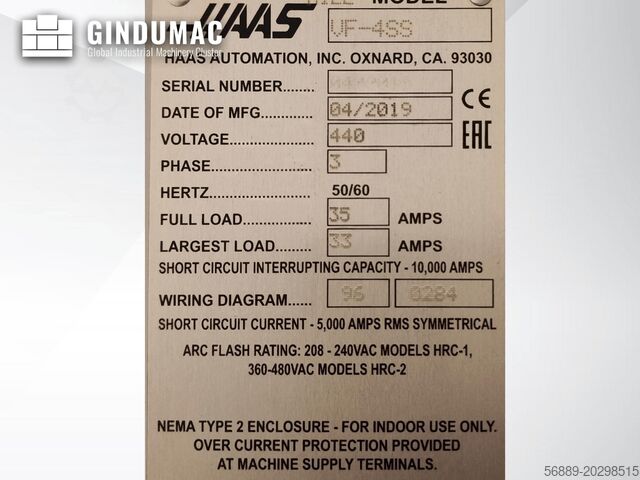 GINDUMAC
Global Industrial Machinery Cluster
HAAS MODEL VF-4SS
HAAS AUTOMATION, INC. OXNARD, CA. 93030
SERIAL NUMBER........
DATE OF MFG............. 04/2019
VOLTAGE..................... 440
PHASE......................... 3
HERTZ 50/60
FULL LOAD................. 35 AMPS
LARGEST LOAD......... 33 AMPS
CE
EAC
SHORT CIRCUIT INTERRUPTING CAPACITY - 10,000 AMPS
WIRING DIAGRAM...... 96 0284
SHORT CIRCUIT CURRENT - 5,000 AMPS RMS SYMMETRICAL
ARC FLASH RATING: 208 - 240VAC MODELS HRC-1,
360-480VAC MODELS HRC-2
NEMA TYPE 2 ENCLOSURE - FOR INDOOR USE ONLY.
OVER CURRENT PROTECTION PROVIDED
AT MACHINE SUPPLY TERMINALS.
56889-20298515